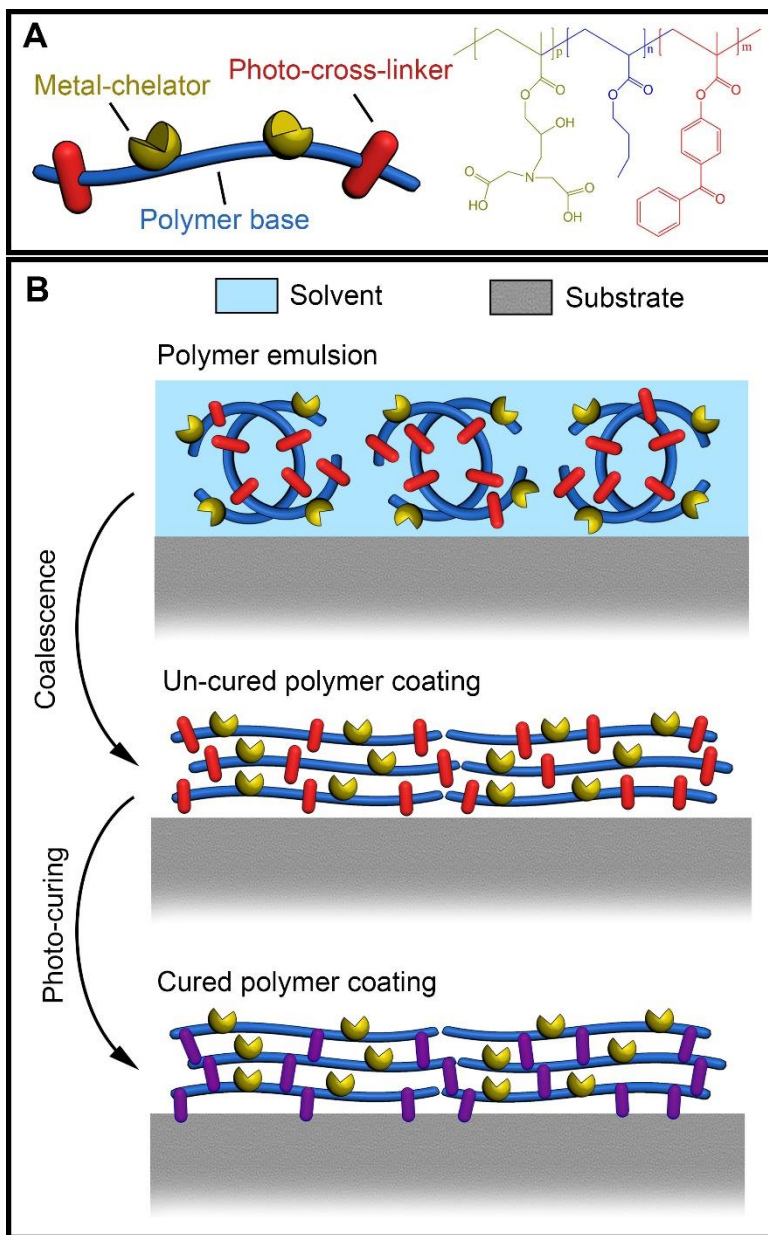 A
Metal-chelator
Photo-cross-linker
Polymer base
p
n
m
O
O
O
O
O
O
OH
N
O
HO
O
OH
O
B
Solvent
Substrate
Polymer emulsion
Coalescence
Un-cured polymer coating
Photo-curing
Cured polymer coating